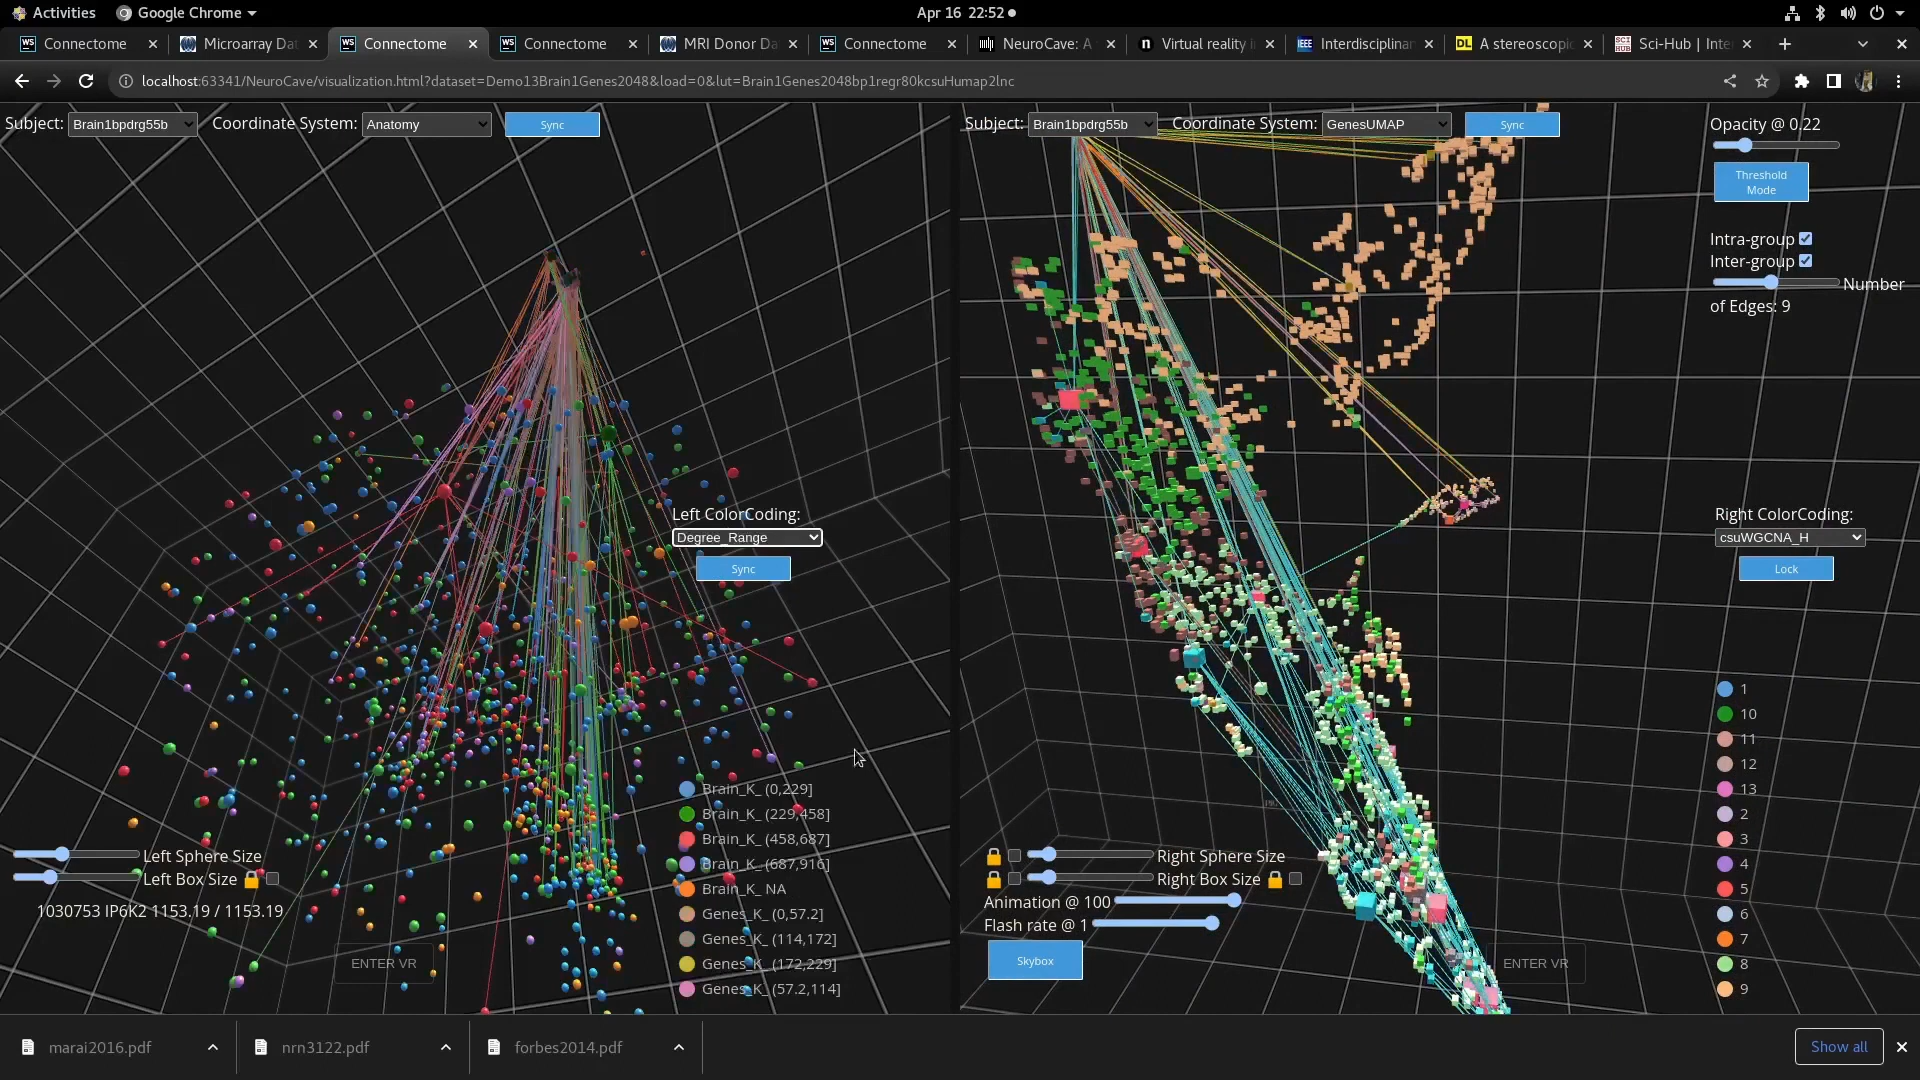 Activities Google Chrome Apr 16 22:52
Connectome Microarray Dat Connectome Connectome MRI Donor Da Connectome NeuroCave: A Virtual reality i Interdisciplinar A stereoscopic Sci-Hub | Inte
localhost:63341/NeuroCave/visualization.html?dataset=Demo13Brain1Genes2048&load=0&lut=Brain1Genes2048bp1regr80kcsuHumap2lnc
Subject: Brain1bpdrg55b Coordinate System: Anatomy Sync
Subject: Brain1bpdrg55b Coordinate System: GenesUMAP Sync
Opacity @ 0.22
Threshold
Mode
Intra-group
Inter-group
Number
of Edges: 9
Left ColorCoding:
Degree_Range
Sync
Right ColorCoding:
csuWGCNA_H
Lock
1
10
11
12
13
2
3
4
5
6
7
8
9
Brain_K_ (0,229]
Brain_K_ (229,458]
Brain_K_ (458,687]
Brain_K_ (687,916]
Brain_K_ NA
Genes_K_ (0,57.2]
Genes_K_ (114,172]
Genes_K_ (172,229]
Genes_K_ (57.2,114]
Left Sphere Size
Left Box Size
1030753 IP6K2 1153.19 / 1153.19
ENTER VR
Right Sphere Size
Right Box Size
Animation @ 100
Flash rate @ 1
Skybox
ENTER VR
marai2016.pdf nrn3122.pdf forbes2014.pdf Show all